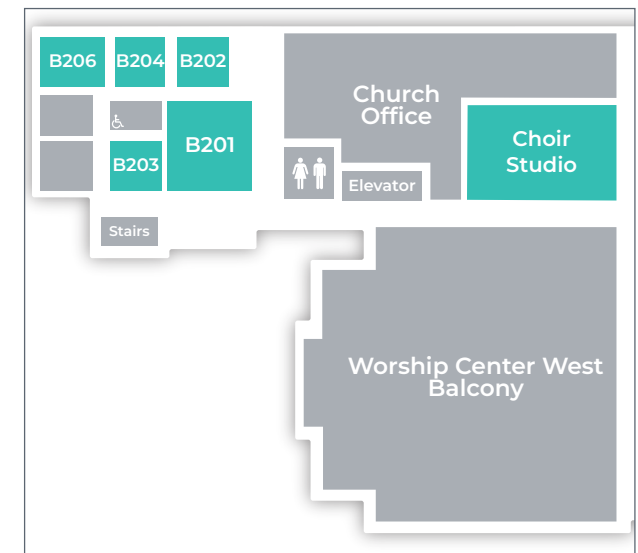 B206
B204
B202
Church
Office
Choir
Studio
B201
B203
Elevator
Stairs
Worship Center West
Balcony